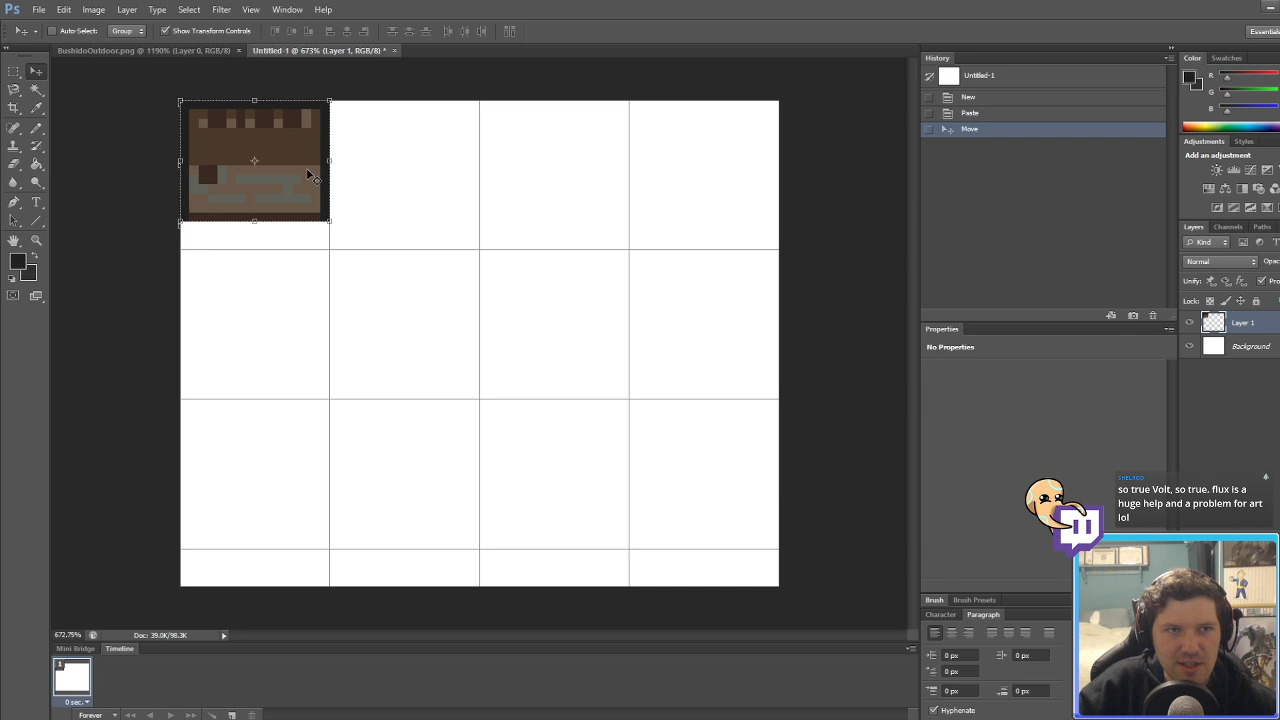 Ps File Edit Image Layer Type Select Filter View Window Help
Auto-Select: Group Show Transform Controls Essentials
BushidoOutdoor.png @ 1190% (Layer 0, RGB/8) × Untitled-1 @ 673% (Layer 1, RGB/8) * ×
History
Untitled-1
New
Paste
Move
Color Swatches
R
G
B
Adjustments Styles
Add an adjustment
Layers Channels Paths
Kind
Normal Opac
Unify: Pro
Lock:
Layer 1
Background
Properties
No Properties
SHELROD
so true Volt, so true. flux is a
huge help and a problem for art
lol
Brush Brush Presets
Character Paragraph
0 px 0 px
0 px
0 px 0 px
Hyphenate
672.75% Doc: 39.0K/98.3K
Mini Bridge Timeline
1
0 sec.
Forever